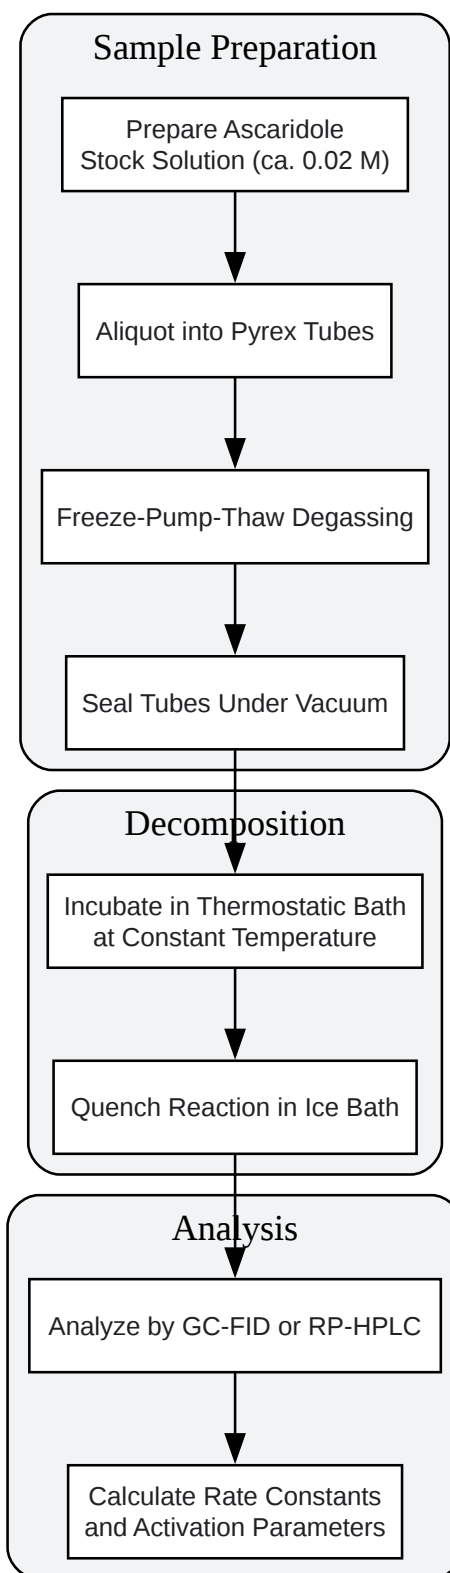 Sample Preparation
Prepare Ascaridole
Stock Solution (ca. 0.02 M)
Aliquot into Pyrex Tubes
Freeze-Pump-Thaw Degassing
Seal Tubes Under Vacuum
Decomposition
Incubate in Thermostatic Bath
at Constant Temperature
Quench Reaction in Ice Bath
Analysis
Analyze by GC-FID or RP-HPLC
Calculate Rate Constants
and Activation Parameters